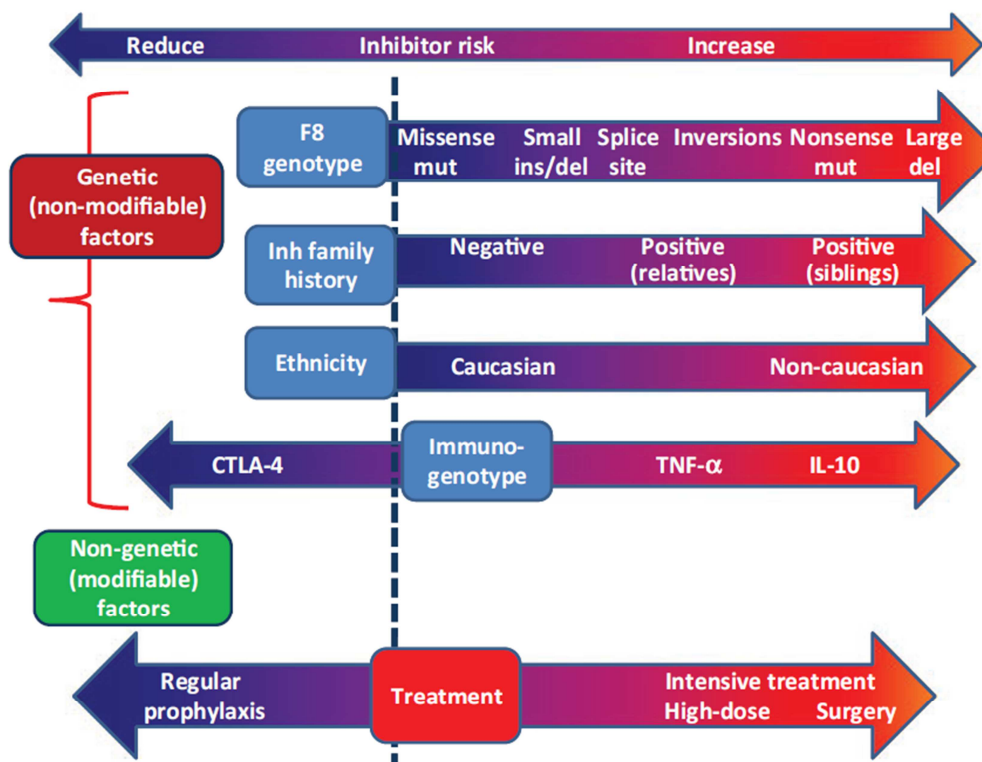 Reduce Inhibitor risk Increase
F8
genotype
Missense
mut
Small
ins/del
Splice
site
Inversions
Nonsense
mut
Large
del
Genetic
(non-modifiable)
factors
Inh family
history
Negative
Positive
(relatives)
Positive
(siblings)
Ethnicity
Caucasian
Non-caucasian
CTLA-4
Immuno-
genotype
TNF-α
IL-10
Non-genetic
(modifiable)
factors
Regular
prophylaxis
Treatment
Intensive treatment
High-dose Surgery